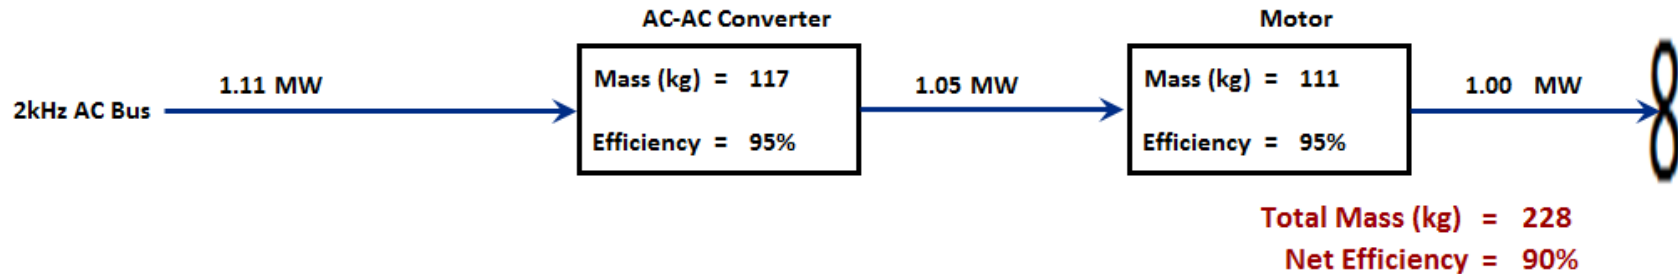 AC-AC Converter
Motor
2kHz AC Bus
1.11 MW
Mass (kg) = 117
Efficiency = 95%
1.05 MW
Mass (kg) = 111
Efficiency = 95%
1.00 MW
Total Mass (kg) = 228
Net Efficiency = 90%